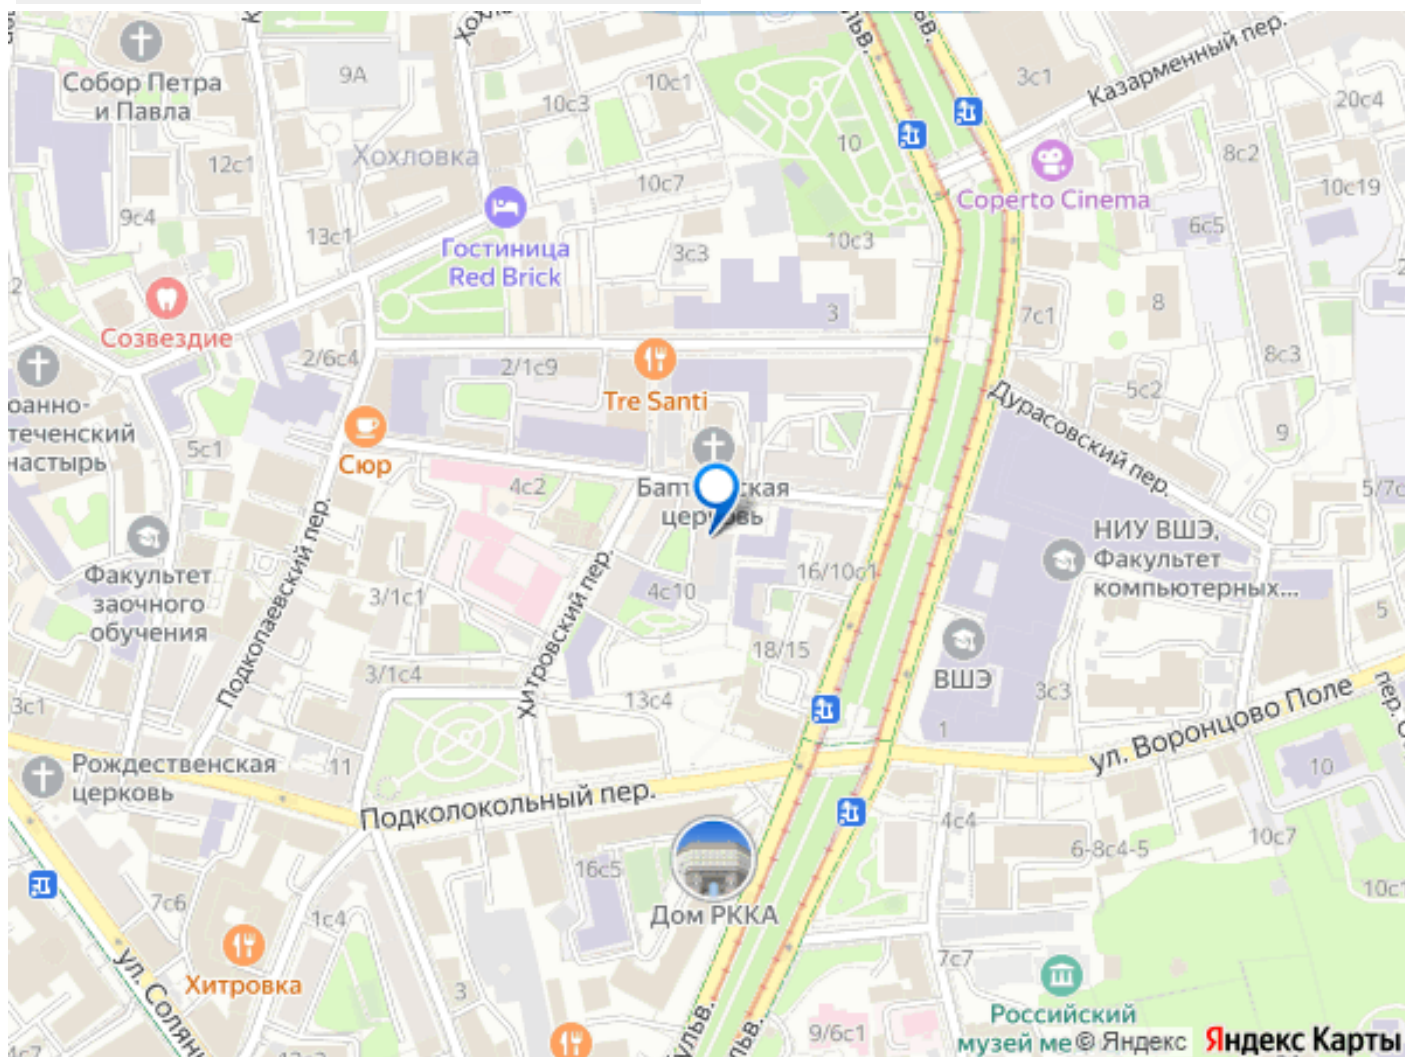 Собор Петра
и Павла
9А
10с3
10с1
3с1
Казарменный пер.
20с4
10
8с2
Хохловка
12с1
10с7
Coperto Cinema
10с19
9с4
13с1
Гостиница
Red Brick
3с3
10с3
6с5
2
Созвездие
3
7с1
8
2/6с4
2/1с9
8с3
Tre Santi
5с2
Дурасовский пер.
9
5с1
Сюр
4с2
церковь
НИУ ВШЭ,
Факультет
компьютерных...
Факультет
заочного
обучения
Подкопаевский пер.
3/1с1
Хитровский пер.
4с10
16/10с1
5
18/15
3/1с4
13с4
ВШЭ
3с3
3с1
1
ул. Воронцово Поле
Рождественская
церковь
11
Подколокольный пер.
10
4с4
6-8с4-5
10с7
16с5
Дом РККА
7с6
1с4
10с1
Хитровка
3
7с7
Российский
9/6с1
© Яндекс
Яндекс Карты